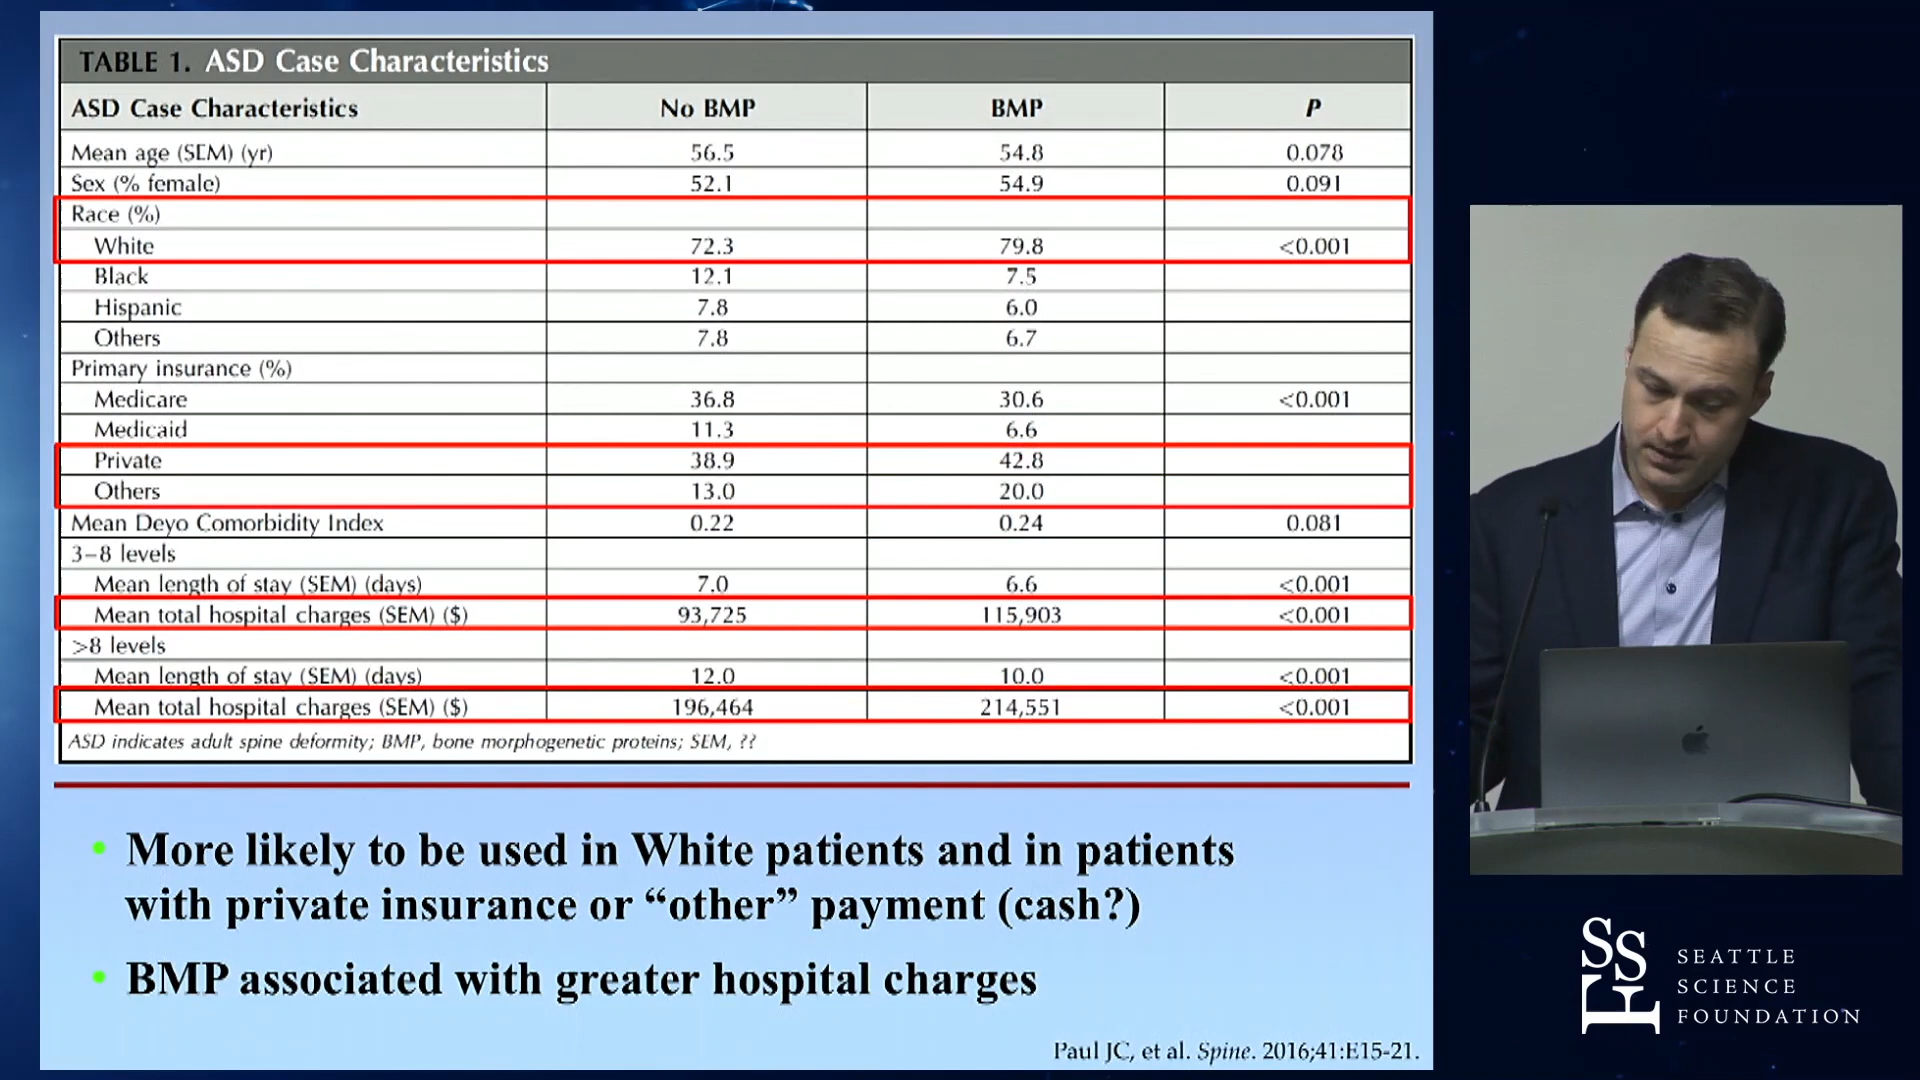 TABLE 1. ASD Case Characteristics
ASD Case Characteristics No BMP BMP P
Mean age (SEM) (yr) 56.5 54.8 0.078
Sex (% female) 52.1 54.9 0.091
Race (%)
White 72.3 79.8 <0.001
Black 12.1 7.5
Hispanic 7.8 6.0
Others 7.8 6.7
Primary insurance (%)
Medicare 36.8 30.6 <0.001
Medicaid 11.3 6.6
Private 38.9 42.8
Others 13.0 20.0
Mean Deyo Comorbidity Index 0.22 0.24 0.081
3–8 levels
Mean length of stay (SEM) (days) 7.0 6.6 <0.001
Mean total hospital charges (SEM) ($) 93,725 115,903 <0.001
>8 levels
Mean length of stay (SEM) (days) 12.0 10.0 <0.001
Mean total hospital charges (SEM) ($) 196,464 214,551 <0.001
ASD indicates adult spine deformity; BMP, bone morphogenetic proteins; SEM, ??
• More likely to be used in White patients and in patients
with private insurance or “other” payment (cash?)
• BMP associated with greater hospital charges
Paul JC, et al. Spine. 2016;41:E15-21.
SSF
SEATTLE
SCIENCE
FOUNDATION